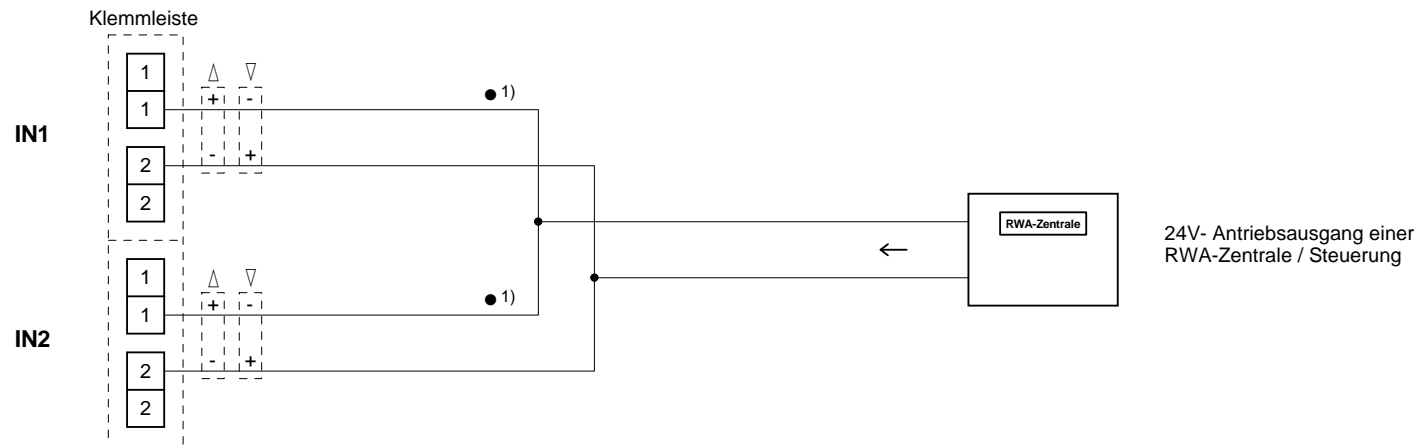 Klemmleiste
IN1
1
1
2
2
+ -
- +
1)
RWA-Zentrale
24V- Antriebsausgang einer
RWA-Zentrale / Steuerung
IN2
1
1
2
2
+ -
- +
1)